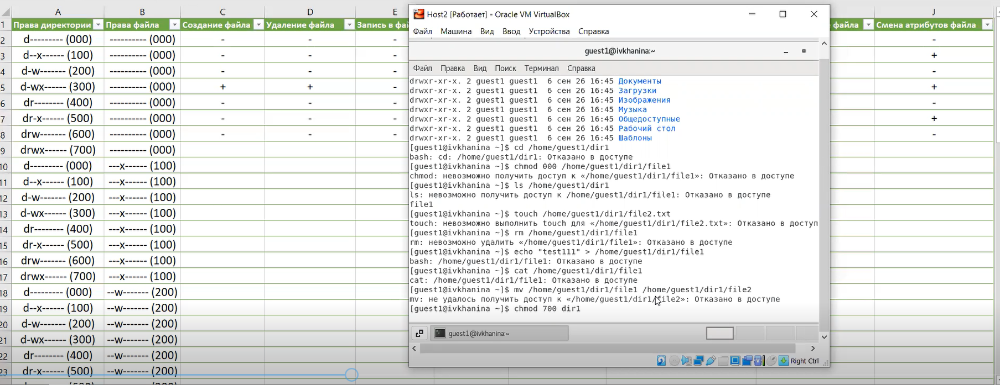 A B C D E J
1 Права директории Права файла Создание файла Удаление файла Запись в фай файла Смена атрибутов файла
2 d--------- (000) ---------- (000) - - - -
3 d--x------ (100) ---------- (000) - - - +
4 d-w------- (200) ---------- (000) - - - -
5 d-wx------ (300) ---------- (000) + + - +
6 dr-------- (400) ---------- (000) - - - -
7 dr-x------ (500) ---------- (000) - - - +
8 drw------- (600) ---------- (000) - - - -
9 drwx------ (700) ---------- (000)
10 d--------- (000) ---x------ (100)
11 d--x------ (100) ---x------ (100)
12 d-w------- (200) ---x------ (100)
13 d-wx------ (300) ---x------ (100)
14 dr-------- (400) ---x------ (100)
15 dr-x------ (500) ---x------ (100)
16 drw------- (600) ---x------ (100)
17 drwx------ (700) ---x------ (100)
18 d--------- (000) --w------- (200)
19 d--x------ (100) --w------- (200)
20 d-w------- (200) --w------- (200)
21 d-wx------ (300) --w------- (200)
22 dr-------- (400) --w------- (200)
23 dr-x------ (500) --w------- (200)
Host2 [Работает] - Oracle VM VirtualBox
Файл Машина Вид Ввод Устройства Справка
guest1@ivkhanina:~
Файл Правка Вид Поиск Терминал Справка
drwxr-xr-x. 2 guest1 guest1 6 сен 26 16:45 Документы
drwxr-xr-x. 2 guest1 guest1 6 сен 26 16:45 Загрузки
drwxr-xr-x. 2 guest1 guest1 6 сен 26 16:45 Изображения
drwxr-xr-x. 2 guest1 guest1 6 сен 26 16:45 Музыка
drwxr-xr-x. 2 guest1 guest1 6 сен 26 16:45 Общедоступные
drwxr-xr-x. 2 guest1 guest1 6 сен 26 16:45 Рабочий стол
drwxr-xr-x. 2 guest1 guest1 6 сен 26 16:45 Шаблоны
[guest1@ivkhanina ~]$ cd /home/guest1/dir1
bash: cd: /home/guest1/dir1: Отказано в доступе
[guest1@ivkhanina ~]$ chmod 000 /home/guest1/dir1/file1
chmod: невозможно получить доступ к «/home/guest1/dir1/file1»: Отказано в доступе
[guest1@ivkhanina ~]$ ls /home/guest1/dir1
ls: невозможно получить доступ к /home/guest1/dir1/file1: Отказано в доступе
file1
[guest1@ivkhanina ~]$ touch /home/guest1/dir1/file2.txt
touch: невозможно выполнить touch для «/home/guest1/dir1/file2.txt»: Отказано в доступ
[guest1@ivkhanina ~]$ rm /home/guest1/dir1/file1
rm: невозможно удалить «/home/guest1/dir1/file1»: Отказано в доступе
[guest1@ivkhanina ~]$ echo "test111" > /home/guest1/dir1/file1
bash: /home/guest1/dir1/file1: Отказано в доступе
[guest1@ivkhanina ~]$ cat /home/guest1/dir1/file1
cat: /home/guest1/dir1/file1: Отказано в доступе
[guest1@ivkhanina ~]$ mv /home/guest1/dir1/file1 /home/guest1/dir1/file2
mv: не удалось получить доступ к «/home/guest1/dir1/file2»: Отказано в доступе
[guest1@ivkhanina ~]$ chmod 700 dir1
guest1@ivkhanina:~
Right Ctrl